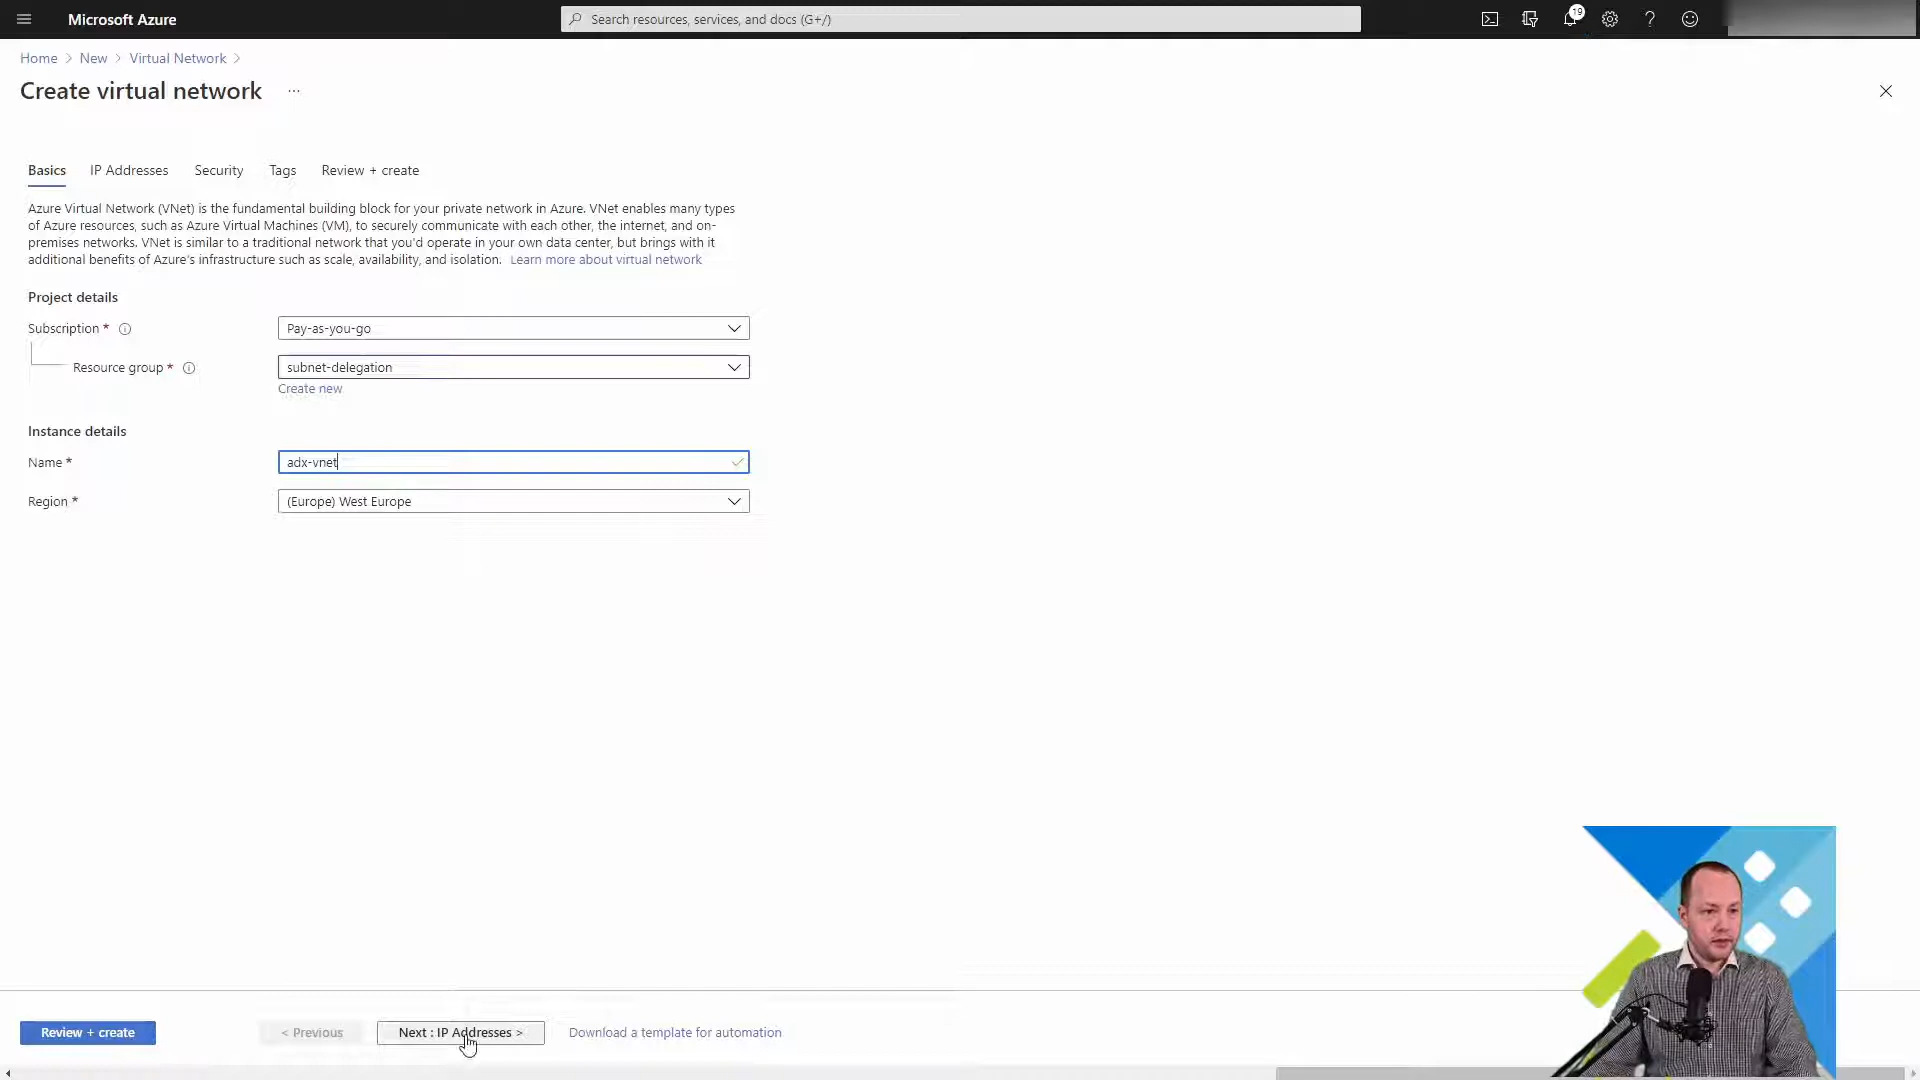 Microsoft Azure
Search resources, services, and docs (G+/)
19
Home > New > Virtual Network >
Create virtual network ...
Basics IP Addresses Security Tags Review + create
Azure Virtual Network (VNet) is the fundamental building block for your private network in Azure. VNet enables many types
of Azure resources, such as Azure Virtual Machines (VM), to securely communicate with each other, the internet, and on-
premises networks. VNet is similar to a traditional network that you'd operate in your own data center, but brings with it
additional benefits of Azure's infrastructure such as scale, availability, and isolation. Learn more about virtual network
Project details
Subscription * Pay-as-you-go
Resource group * subnet-delegation
Create new
Instance details
Name * adx-vnet
Region * (Europe) West Europe
Review + create < Previous Next : IP Addresses > Download a template for automation